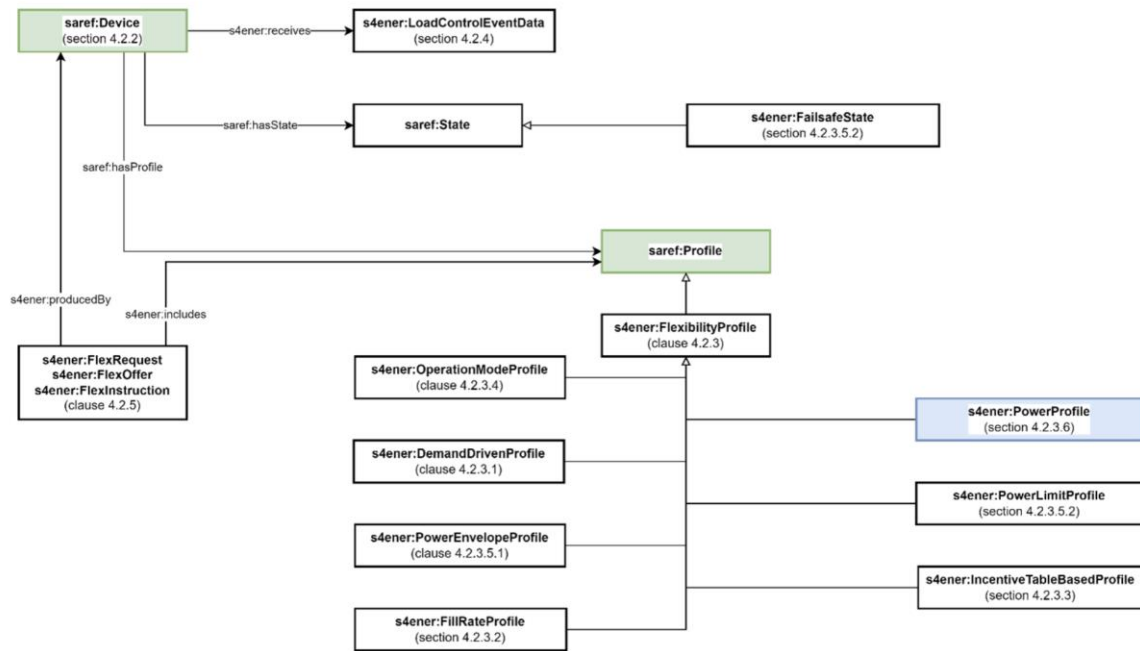 saref:Device
(section 4.2.2)
s4ener:receives
s4ener:LoadControlEventData
(section 4.2.4)
saref:hasState
saref:State
s4ener:FailsafeState
(section 4.2.3.5.2)
saref:hasProfile
saref:Profile
s4ener:producedBy
s4ener:includes
s4ener:FlexibilityProfile
(clause 4.2.3)
s4ener:FlexRequest
s4ener:FlexOffer
s4ener:FlexInstruction
(clause 4.2.5)
s4ener:OperationModeProfile
(clause 4.2.3.4)
s4ener:PowerProfile
(section 4.2.3.6)
s4ener:DemandDrivenProfile
(clause 4.2.3.1)
s4ener:PowerLimitProfile
(section 4.2.3.5.2)
s4ener:PowerEnvelopeProfile
(clause 4.2.3.5.1)
s4ener:IncentiveTableBasedProfile
(section 4.2.3.3)
s4ener:FillRateProfile
(section 4.2.3.2)